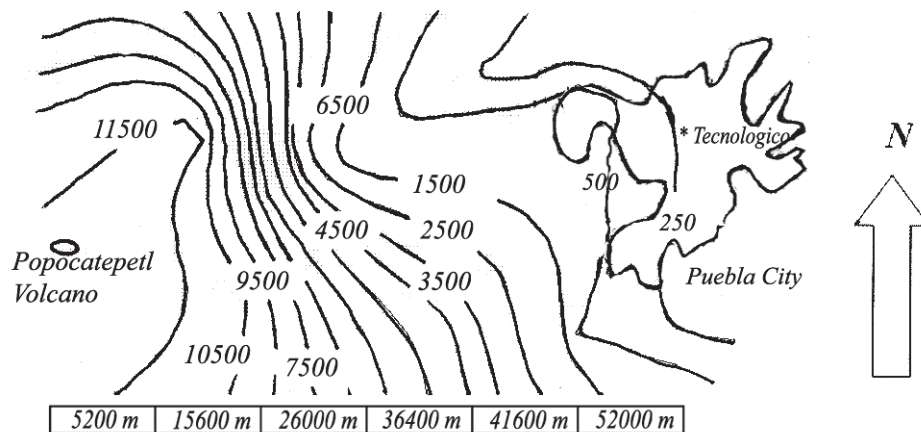 6500
11500
* Tecnologico
N
500
1500
250
4500
2500
Popocatepetl
Volcano
9500
3500
Puebla City
10500
7500
5200 m
15600 m
26000 m
36400 m
41600 m
52000 m